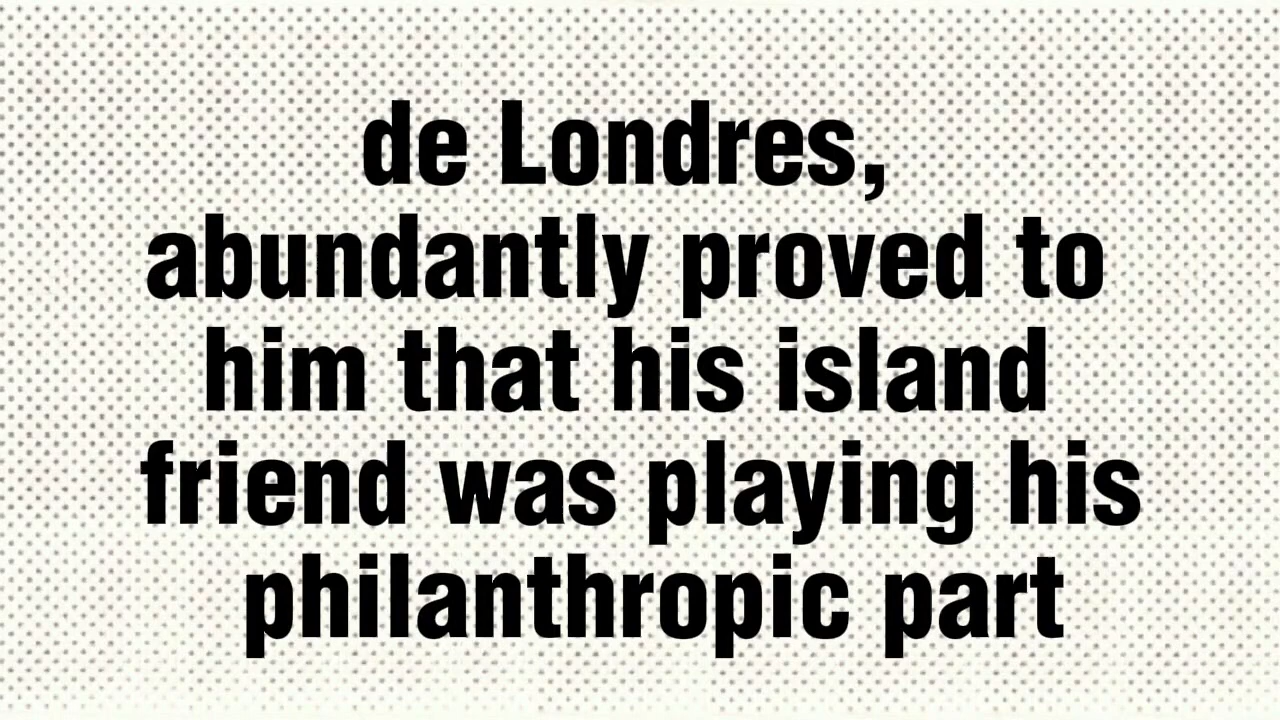 de Londres,
abundantly proved to
him that his island
friend was playing his
philanthropic part